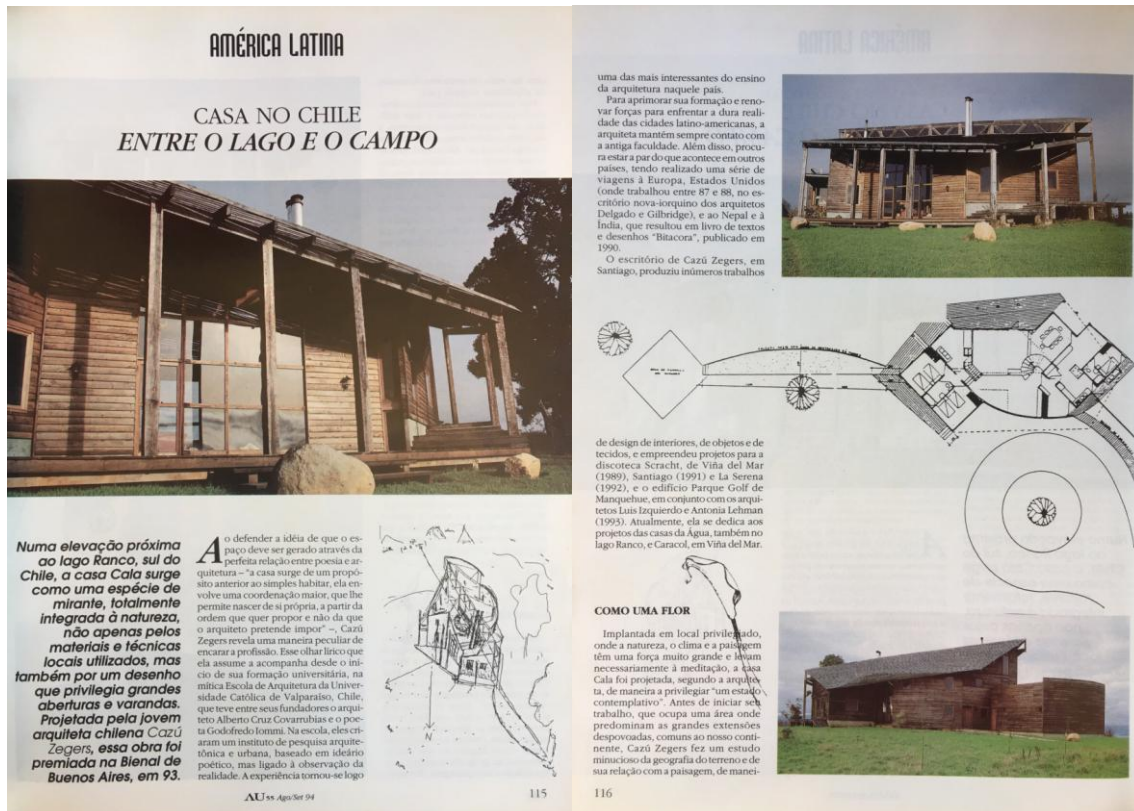 AMÉRICA LATINA
CASA NO CHILE
ENTRE O LAGO E O CAMPO
Numa elevação próxima
ao lago Ranco, sul do
Chile, a casa Cala surge
como uma espécie de
mirante, totalmente
integrada à natureza,
não apenas pelos
materiais e técnicas
locais utilizados, mas
também por um desenho
que privilegia grandes
aberturas e varandas.
Projetada pela jovem
arquiteta chilena Cazú
Zegers, essa obra foi
premiada na Bienal de
Buenos Aires, em 93.
Ao defender a idéia de que o es-
paço deve ser gerado através da
perfeita relação entre poesia e ar-
quitetura – "a casa surge de um propó-
sito anterior ao simples habitar, ela en-
volve uma coordenação maior, que lhe
permite nascer de si própria, a partir da
ordem que quer propor e não da que
o arquiteto pretende impor" –, Cazú
Zegers revela uma maneira peculiar de
encarar a profissão. Esse olhar lírico que
ela assume a acompanha desde o iní-
cio de sua formação universitária, na
mítica Escola de Arquitetura da Univer-
sidade Católica de Valparaíso, Chile,
que teve entre seus fundadores o arqui-
teto Alberto Cruz Covarrubias e o poe-
ta Godofredo Iommi. Na escola, eles cri-
aram um instituto de pesquisa arquite-
tônica e urbana, baseado em ideário
poético, mas ligado à observação da
realidade. A experiência tornou-se logo
AU 55 Ago/Set 94
115
uma das mais interessantes do ensino
da arquitetura naquele país.
Para aprimorar sua formação e reno-
var forças para enfrentar a dura reali-
dade das cidades latino-americanas, a
arquiteta mantém sempre contato com
a antiga faculdade. Além disso, procu-
ra estar a par do que acontece em outros
países, tendo realizado uma série de
viagens à Europa, Estados Unidos
(onde trabalhou entre 87 e 88, no es-
critório nova-iorquino dos arquitetos
Delgado e Gilbridge), e ao Nepal e à
Índia, que resultou em livro de textos
e desenhos "Bitacora", publicado em
1990.
O escritório de Cazú Zegers, em
Santiago, produziu inúmeros trabalhos
de design de interiores, de objetos e de
tecidos, e empreendeu projetos para a
discoteca Scracht, de Viña del Mar
(1989), Santiago (1991) e La Serena
(1992), e o edifício Parque Golf de
Manquehue, em conjunto com os arqui-
tetos Luis Izquierdo e Antonia Lehman
(1993). Atualmente, ela se dedica aos
projetos das casas da Água, também no
lago Ranco, e Caracol, em Viña del Mar.
COMO UMA FLOR
Implantada em local privilegiado,
onde a natureza, o clima e a paisagem
têm uma força muito grande e levam
necessariamente à meditação, a casa
Cala foi projetada, segundo a arquite-
ta, de maneira a privilegiar "um estado
contemplativo". Antes de iniciar seu
trabalho, que ocupa uma área onde
predominam as grandes extensões
despovoadas, comuns ao nosso conti-
nente, Cazú Zegers fez um estudo
minucioso da geografia do terreno e de
sua relação com a paisagem, de manei-
116